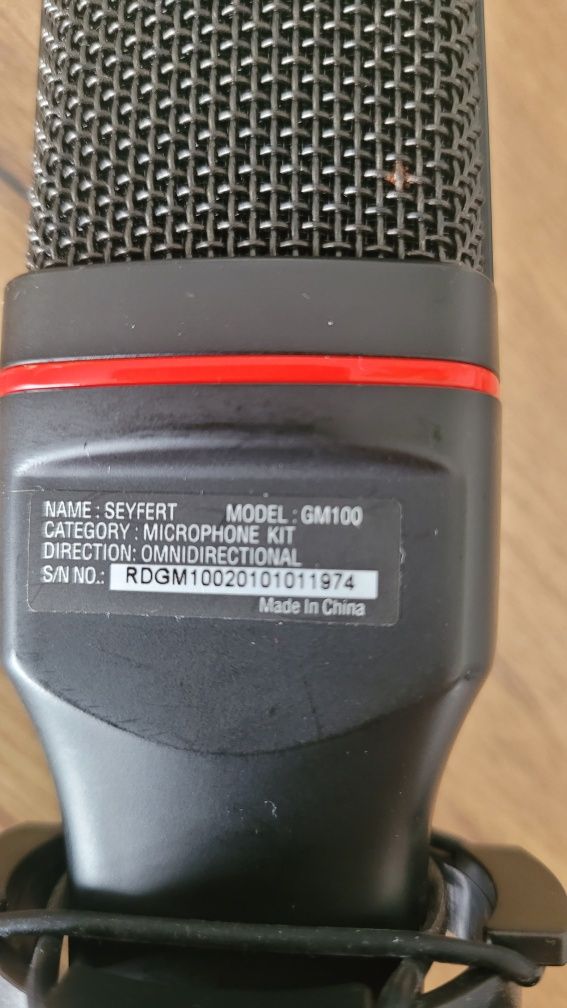 NAME : SEYFERT MODEL : GM100
CATEGORY : MICROPHONE KIT
DIRECTION: OMNIDIRECTIONAL
S/N NO.: RDGM10020101011974
Made In China